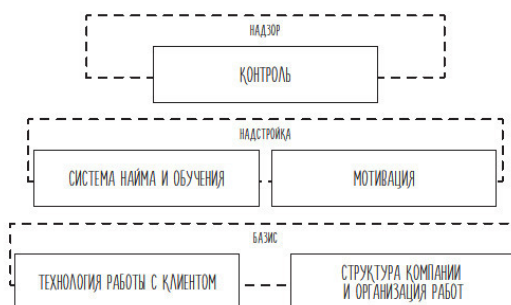 НАДЗОР
КОНТРОЛЬ
НАДСТРОЙКА
СИСТЕМА НАЙМА И ОБУЧЕНИЯ
МОТИВАЦИЯ
БАЗИС
ТЕХНОЛОГИЯ РАБОТЫ С КЛИЕНТОМ
СТРУКТУРА КОМПАНИИ
И ОРГАНИЗАЦИЯ РАБОТ